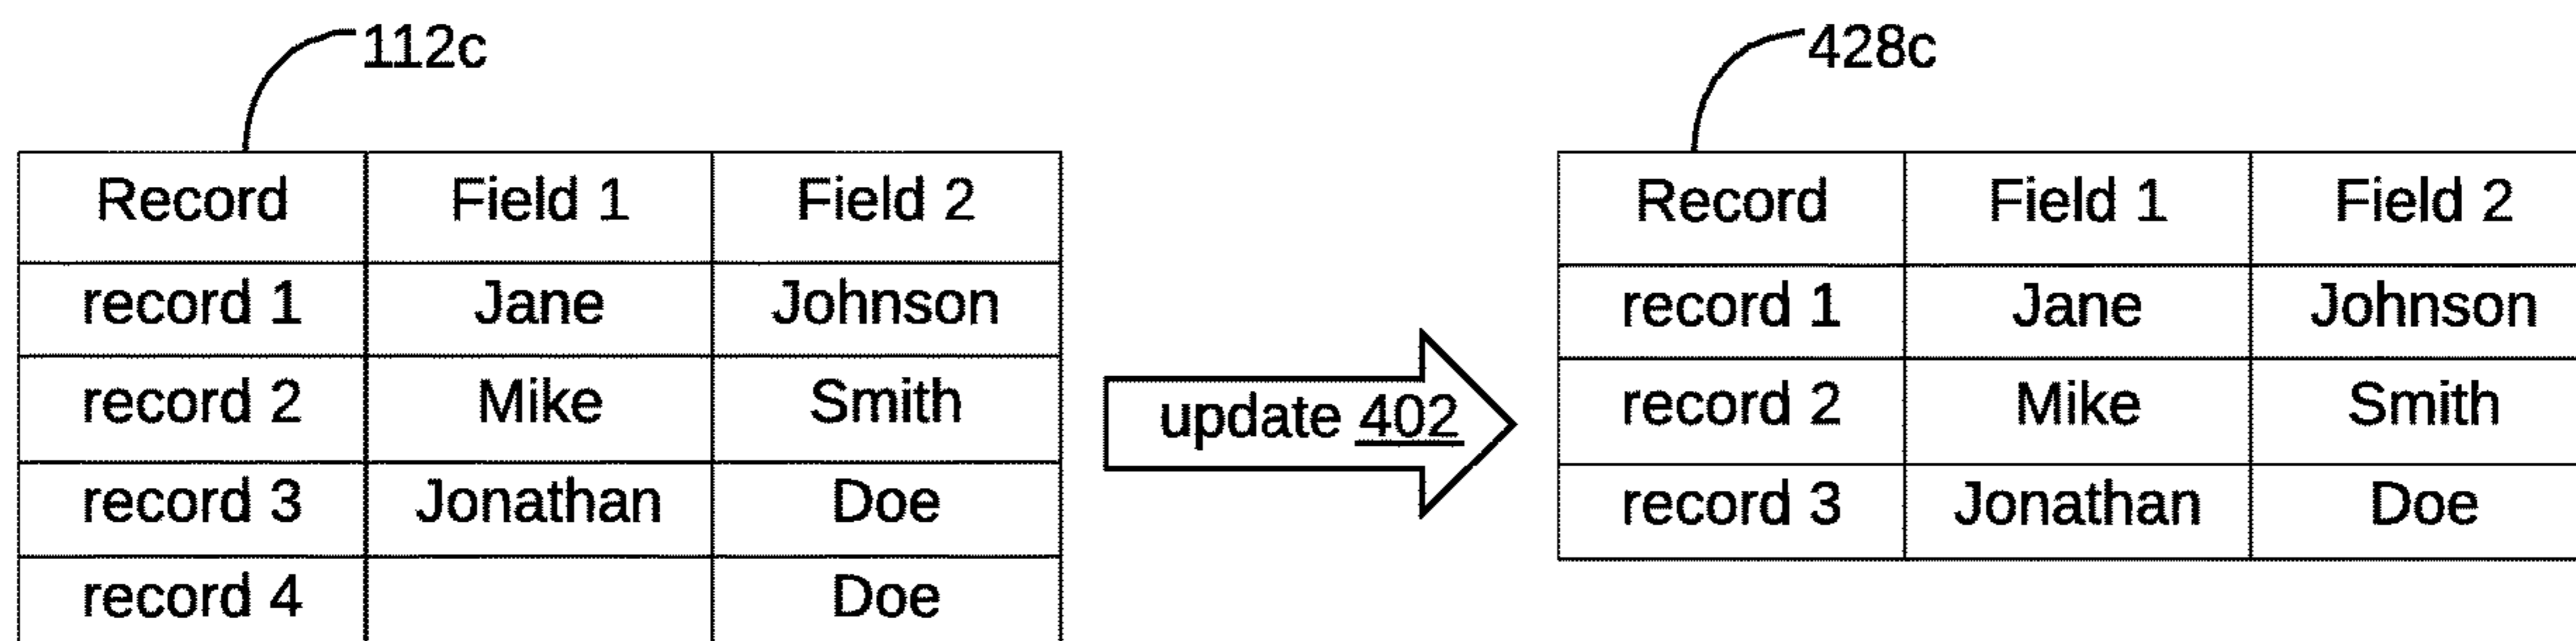 112c
428c
Record Field 1 Field 2
record 1 Jane Johnson
record 2 Mike Smith
record 3 Jonathan Doe
record 4 Doe
update 402
Record Field 1 Field 2
record 1 Jane Johnson
record 2 Mike Smith
record 3 Jonathan Doe